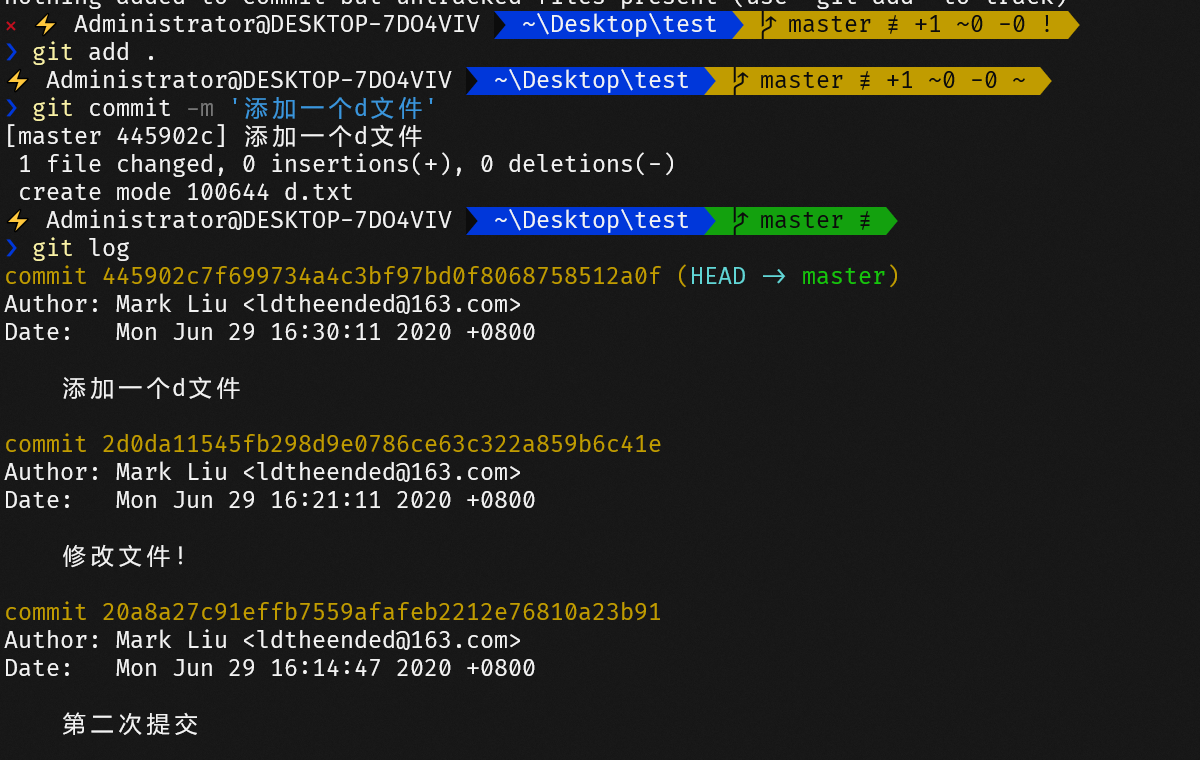 nothing added to commit but untracked files present (use "git add" to track)
× ⚡ Administrator@DESKTOP-7DO4VIV ~\Desktop\test master ≢ +1 ~0 -0 !
❯ git add .
⚡ Administrator@DESKTOP-7DO4VIV ~\Desktop\test master ≢ +1 ~0 -0 ~
❯ git commit -m '添加一个d文件'
[master 445902c] 添加一个d文件
1 file changed, 0 insertions(+), 0 deletions(-)
create mode 100644 d.txt
⚡ Administrator@DESKTOP-7DO4VIV ~\Desktop\test master ≢
❯ git log
commit 445902c7f699734a4c3bf97bd0f8068758512a0f (HEAD -> master)
Author: Mark Liu <ldtheended@163.com>
Date: Mon Jun 29 16:30:11 2020 +0800
添加一个d文件
commit 2d0da11545fb298d9e0786ce63c322a859b6c41e
Author: Mark Liu <ldtheended@163.com>
Date: Mon Jun 29 16:21:11 2020 +0800
修改文件!
commit 20a8a27c91effb7559afafeb2212e76810a23b91
Author: Mark Liu <ldtheended@163.com>
Date: Mon Jun 29 16:14:47 2020 +0800
第二次提交